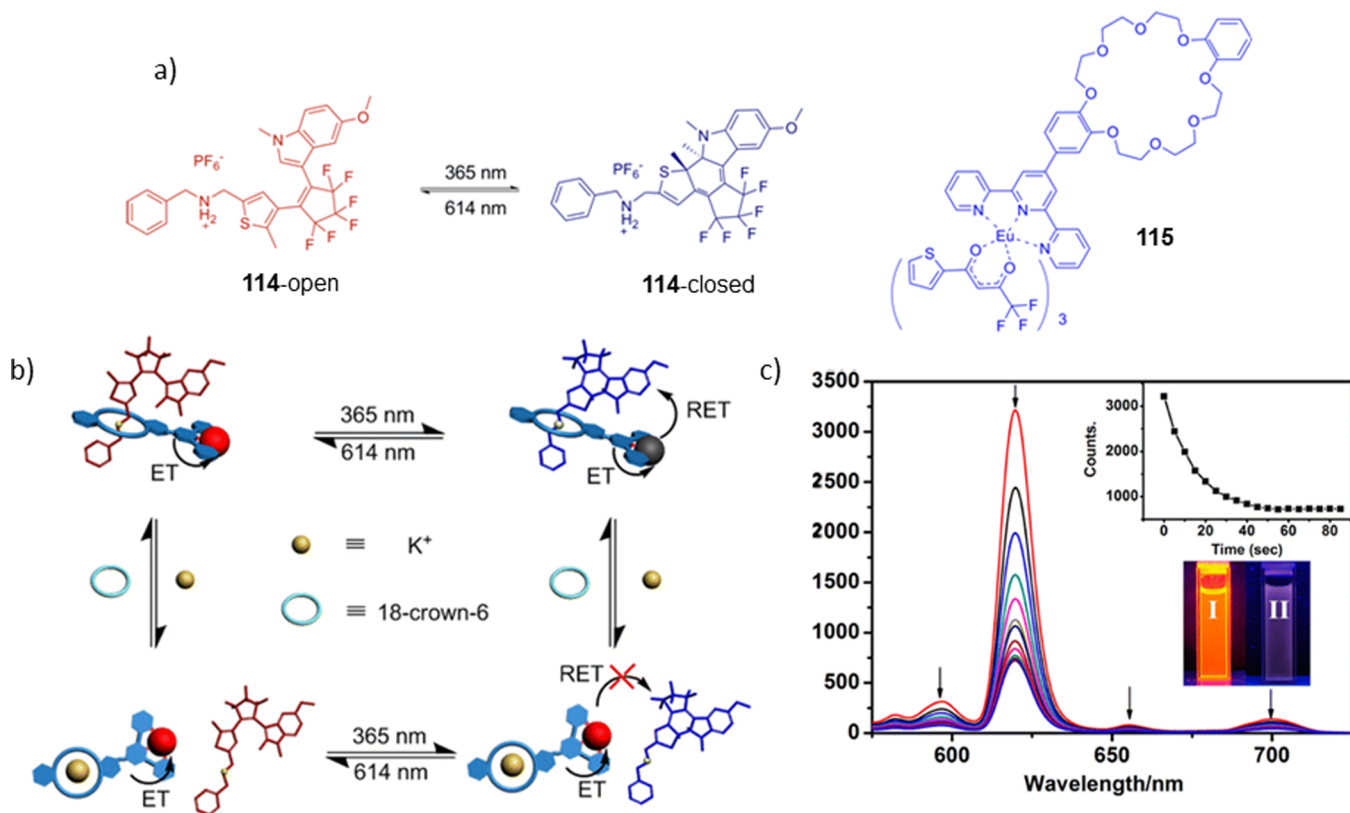 a)
PF6-
N
O
N
H2
+
S
F
F
F
F
F
F
114-open
365 nm
614 nm
PF6-
N
O
S
N
H2
+
F
F
F
F
F
F
114-closed
O
O
O
O
O
O
O
O
N
N
N
Eu
S
O
O
F
F
F
3
115
b)
ET
365 nm
614 nm
RET
ET
≡ K+
≡ 18-crown-6
ET
365 nm
614 nm
RET
ET
c)
3500
3000
2500
2000
1500
1000
500
0
600
650
700
Wavelength/nm
Counts.
3000
2000
1000
0 20 40 60 80
Time (sec)
I II